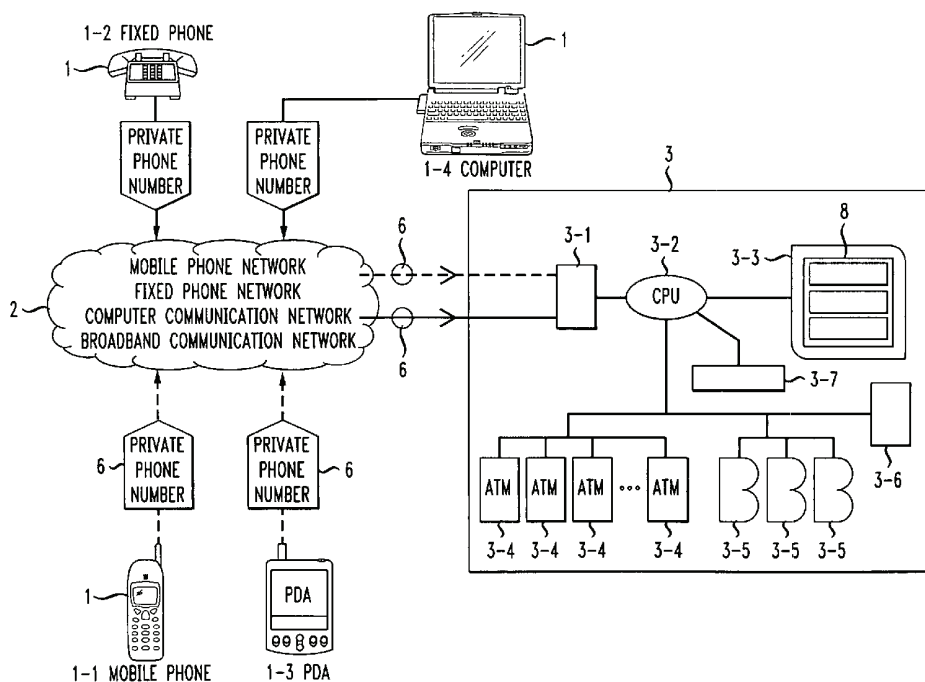 1-2 FIXED PHONE
1
1
PRIVATE
PHONE
NUMBER
PRIVATE
PHONE
NUMBER
1-4 COMPUTER
3
2
MOBILE PHONE NETWORK
FIXED PHONE NETWORK
COMPUTER COMMUNICATION NETWORK
BROADBAND COMMUNICATION NETWORK
6
6
3-1
3-2
CPU
3-3
8
3-7
3-6
ATM
ATM
ATM
...
ATM
3-4
3-4
3-4
3-4
3-5
3-5
3-5
6
PRIVATE
PHONE
NUMBER
PRIVATE
PHONE
NUMBER
6
1
PDA
1-1 MOBILE PHONE
1-3 PDA